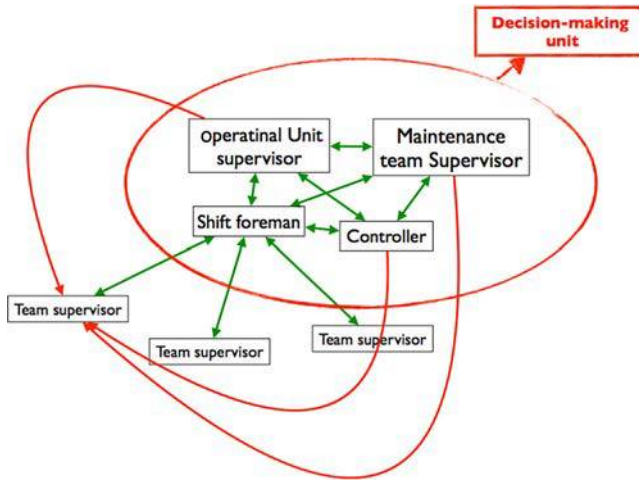 Decision-making
unit
Operatinal Unit
supervisor
Maintenance
team Supervisor
Shift foreman
Controller
Team supervisor
Team supervisor
Team supervisor